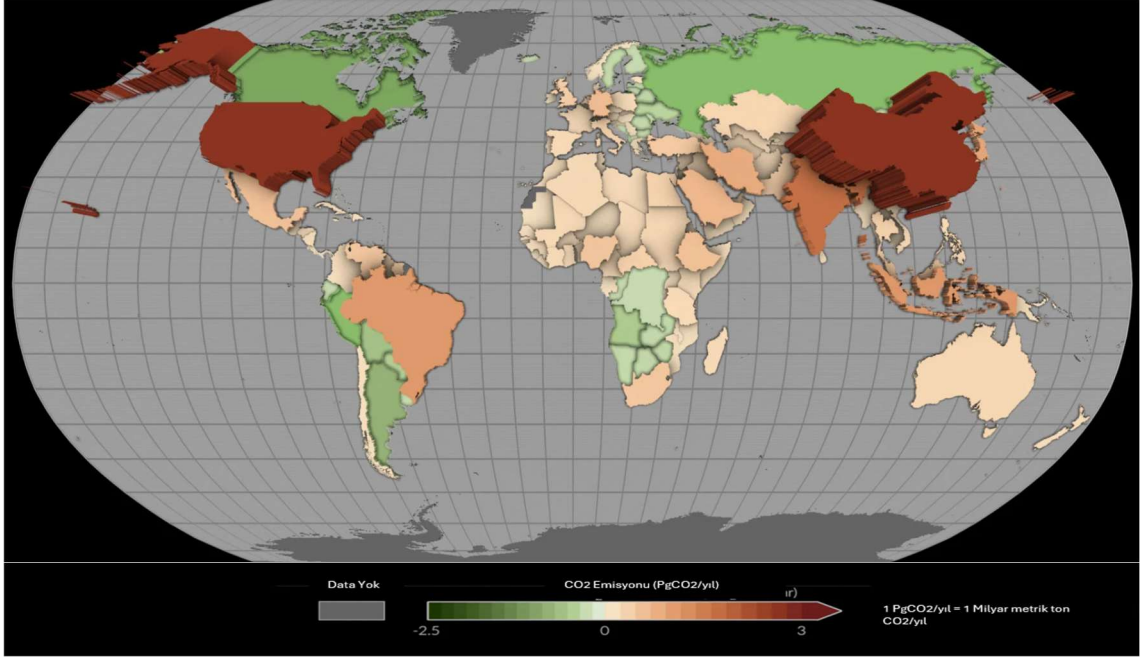 Data Yok
CO2 Emisyonu (PgCO2/yıl)
ır)
-2.5
0
3
1 PgCO2/yıl = 1 Milyar metrik ton
CO2/yıl